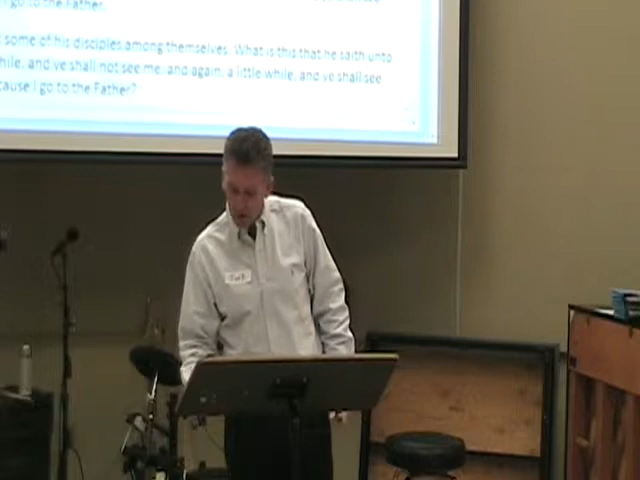 I go to the Father.
some of his disciples among themselves. What is this that he saith unto
while, and ye shall not see me: and again, a little while, and ye shall see
cause I go to the Father?